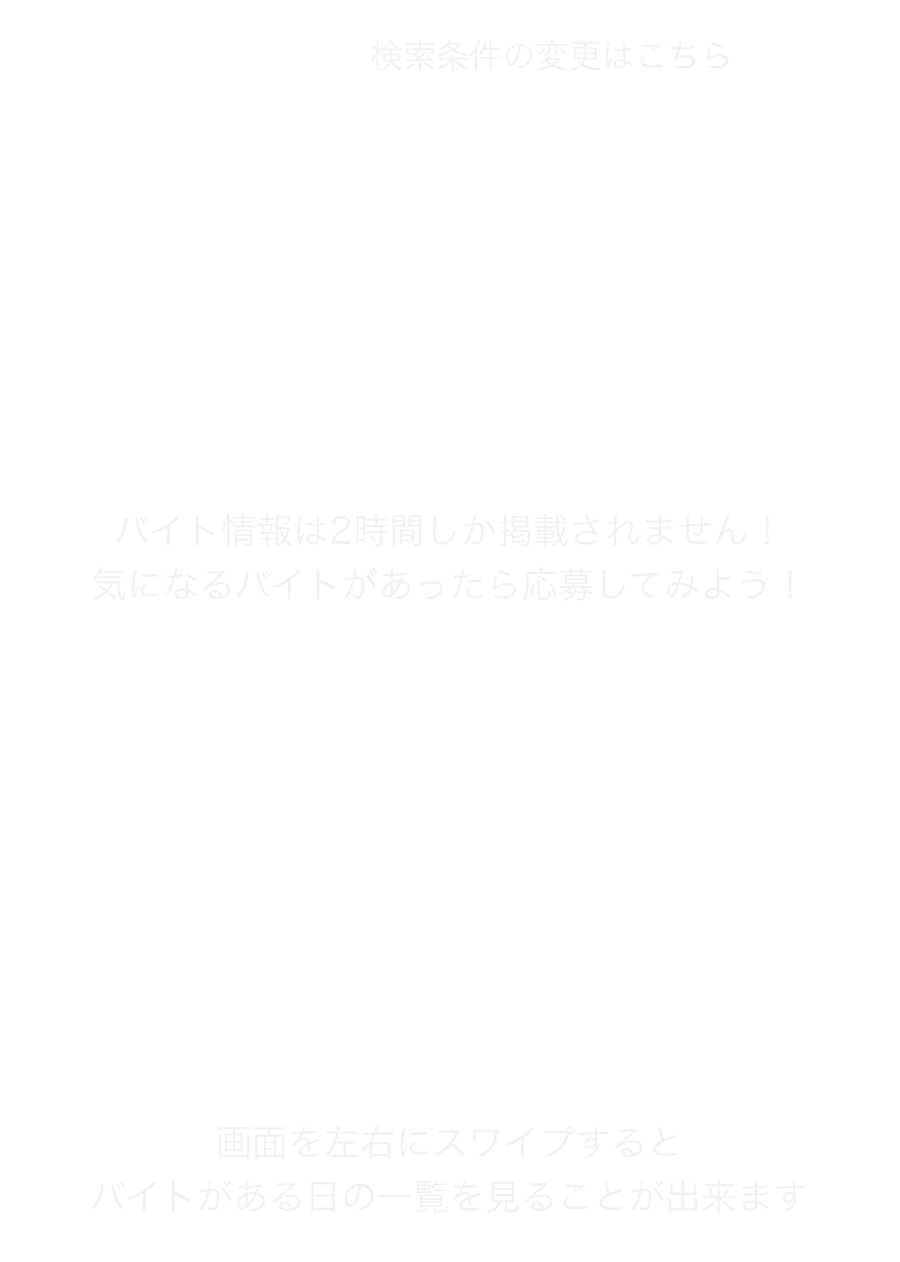 検索条件の変更はこちら
バイト情報は2時間しか掲載されません！
気になるバイトがあったら応募してみよう！
画面を左右にスワイプすると
バイトがある日の一覧を見ることが出来ます